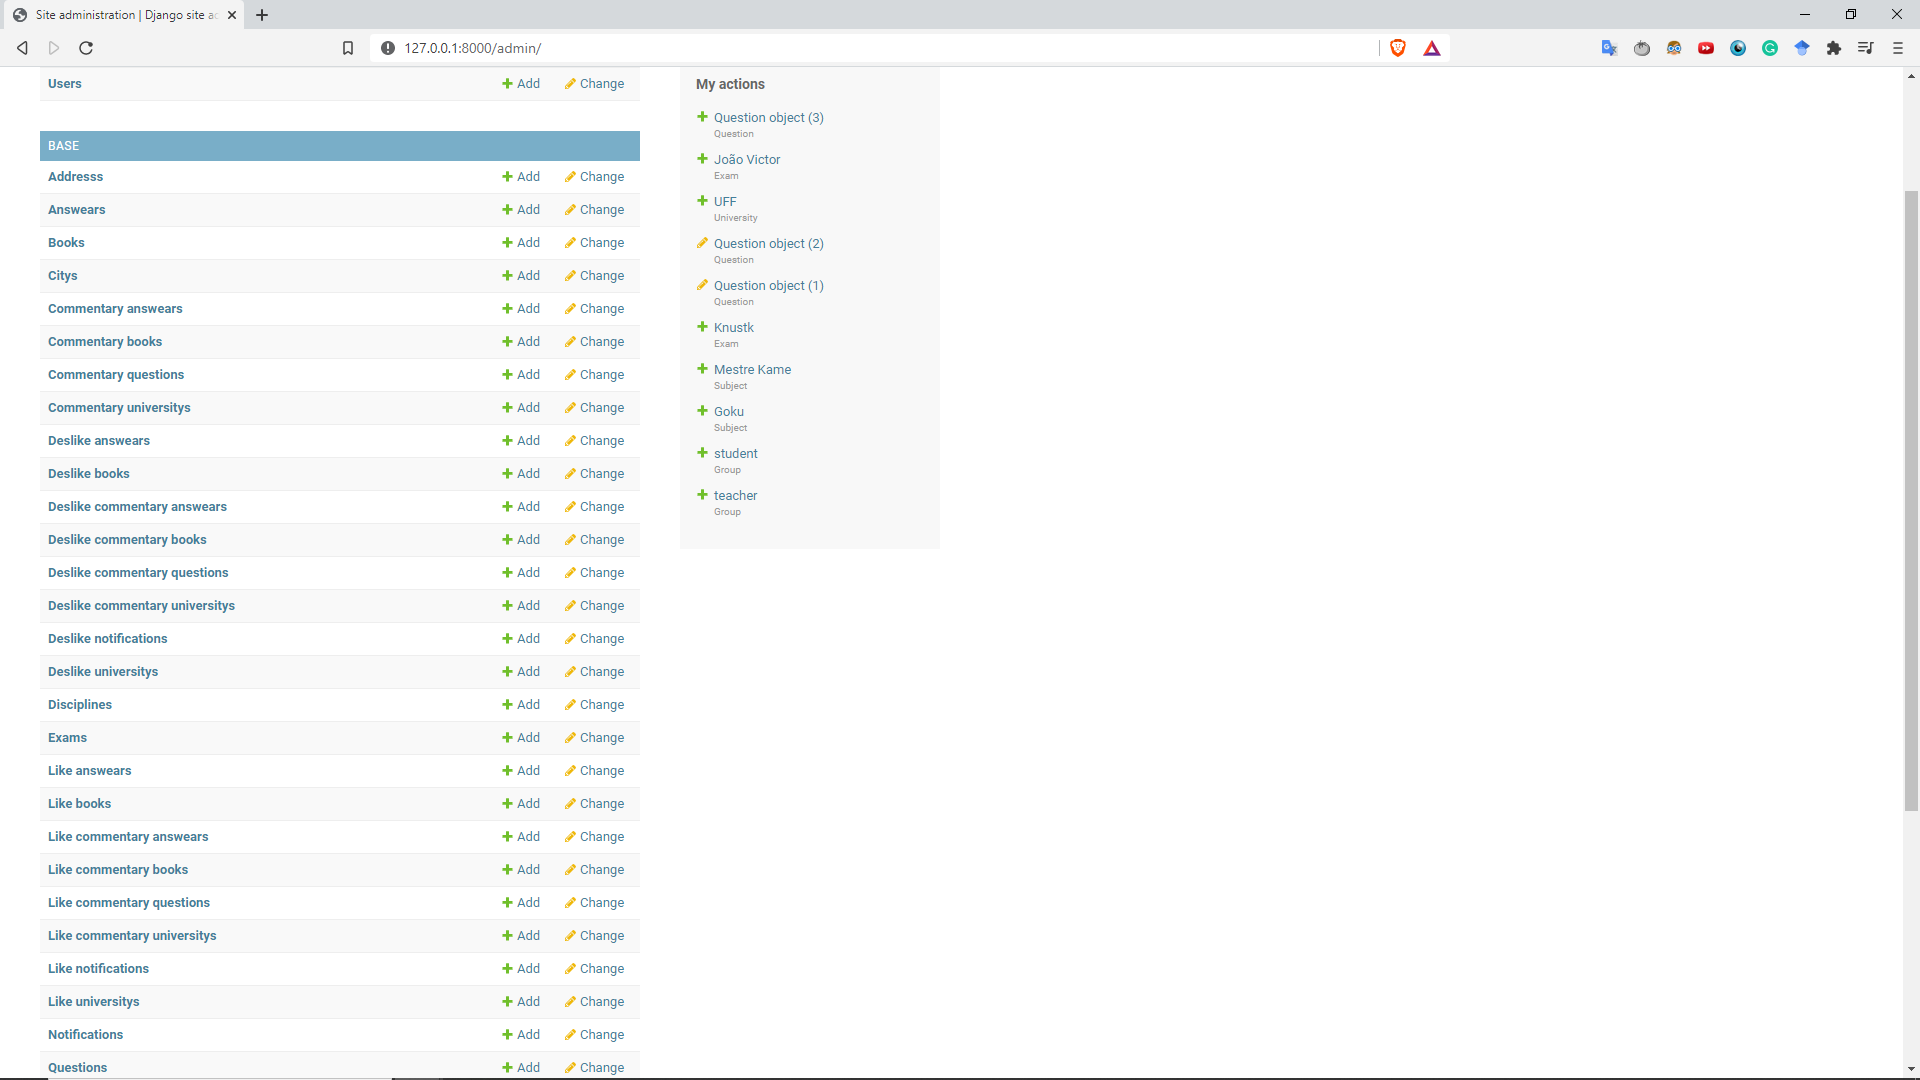 Site administration | Django site ad
127.0.0.1:8000/admin/
Users Add Change
BASE
Addresss Add Change
Answears Add Change
Books Add Change
Citys Add Change
Commentary answears Add Change
Commentary books Add Change
Commentary questions Add Change
Commentary universitys Add Change
Deslike answears Add Change
Deslike books Add Change
Deslike commentary answears Add Change
Deslike commentary books Add Change
Deslike commentary questions Add Change
Deslike commentary universitys Add Change
Deslike notifications Add Change
Deslike universitys Add Change
Disciplines Add Change
Exams Add Change
Like answears Add Change
Like books Add Change
Like commentary answears Add Change
Like commentary books Add Change
Like commentary questions Add Change
Like commentary universitys Add Change
Like notifications Add Change
Like universitys Add Change
Notifications Add Change
Questions Add Change
My actions
Question object (3)
Question
João Victor
Exam
UFF
University
Question object (2)
Question
Question object (1)
Question
Knustk
Exam
Mestre Kame
Subject
Goku
Subject
student
Group
teacher
Group